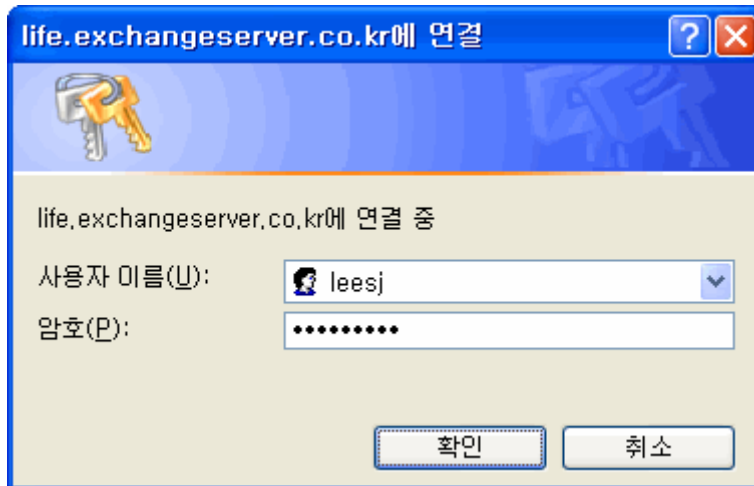 life.exchangeserver.co.kr에 연결
life.exchangeserver.co.kr에 연결 중
사용자 이름(U): leesj
암호(P): •••••••••
확인 취소